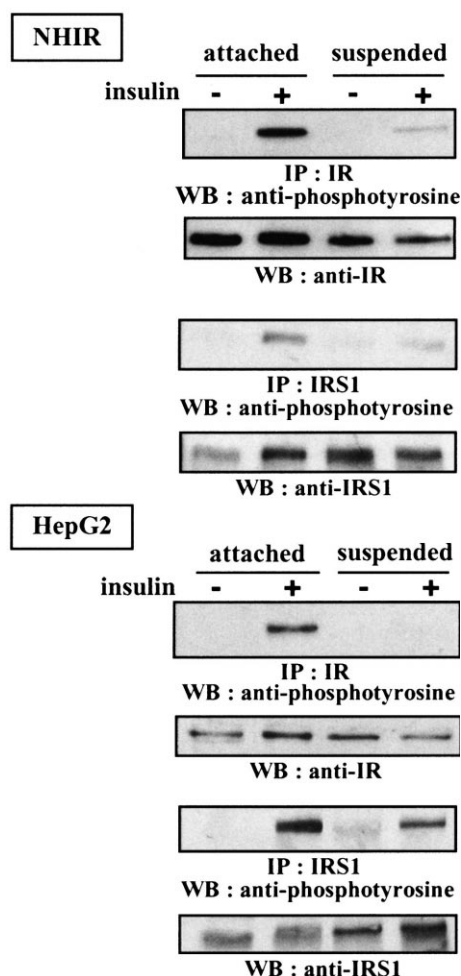 NHIR
attached suspended
insulin - + - +
IP : IR
WB : anti-phosphotyrosine
WB : anti-IR
IP : IRS1
WB : anti-phosphotyrosine
WB : anti-IRS1
HepG2
attached suspended
insulin - + - +
IP : IR
WB : anti-phosphotyrosine
WB : anti-IR
IP : IRS1
WB : anti-phosphotyrosine
WB : anti-IRS1